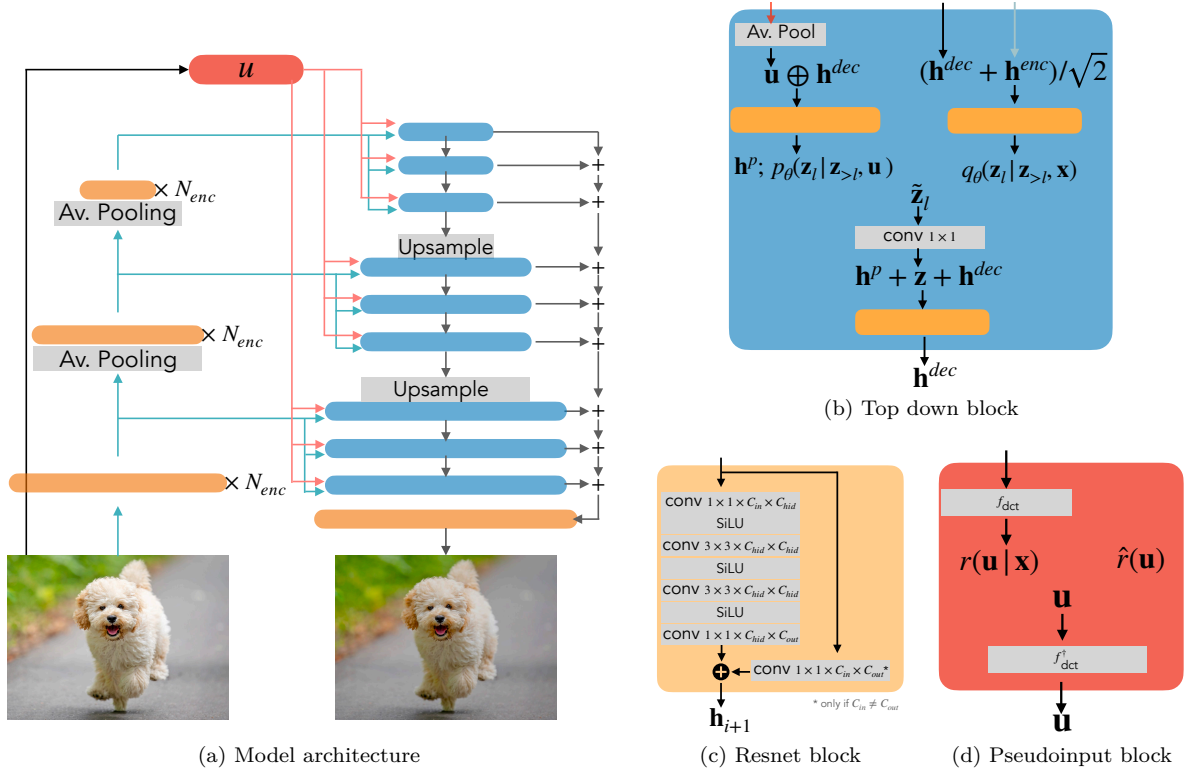 u
× N_enc
Av. Pooling
× N_enc
Av. Pooling
× N_enc
+
+
Upsample
+
+
+
Upsample
+
+
+
(a) Model architecture
Av. Pool
u ⊕ h^dec
(h^dec + h^enc)/√2
h^p; p_θ(z_l | z_>l, u)
q_θ(z_l | z_>l, x)
z̃_l
conv 1 × 1
h^p + z + h^dec
h^dec
(b) Top down block
conv 1 × 1 × C_in × C_hid
SiLU
conv 3 × 3 × C_hid × C_hid
SiLU
conv 3 × 3 × C_hid × C_hid
SiLU
conv 1 × 1 × C_hid × C_out
conv 1 × 1 × C_in × C_out*
* only if C_in ≠ C_out
h_i+1
(c) Resnet block
f_dct
r(u | x)
r̂(u)
u
f†_dct
u
(d) Pseudoinput block